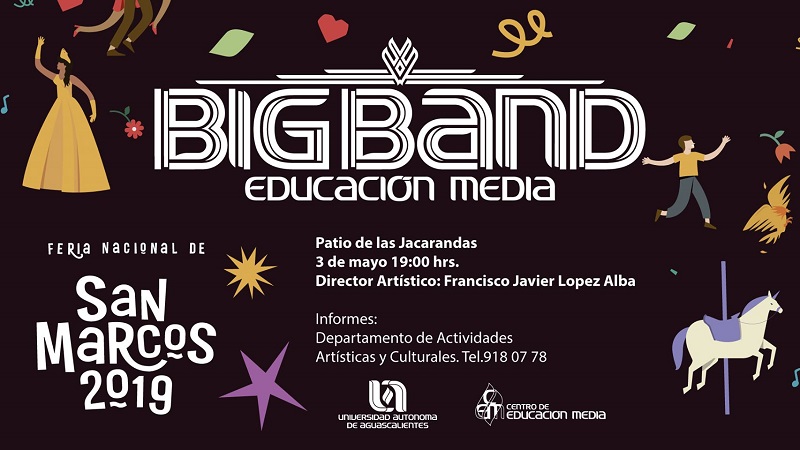 BIG BAND
EDUCACIÓN MEDIA
FERIA NACIONAL DE
SAN
MARCOS
2019
Patio de las Jacarandas
3 de mayo 19:00 hrs.
Director Artístico: Francisco Javier Lopez Alba
Informes:
Departamento de Actividades
Artísticas y Culturales. Tel.918 07 78
UNIVERSIDAD AUTONOMA
DE AGUASCALIENTES
CENTRO DE
EDUCACIÓN MEDIA